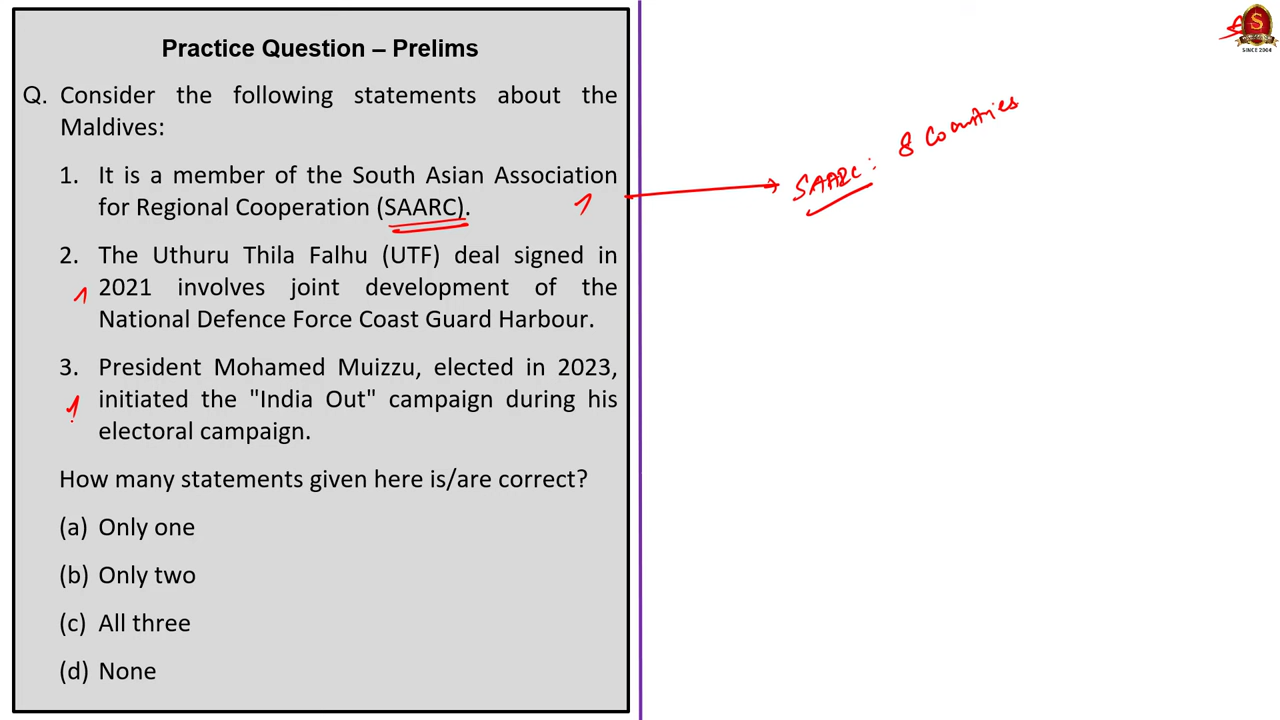 Practice Question – Prelims
Q. Consider the following statements about the
Maldives:
1. It is a member of the South Asian Association
for Regional Cooperation (SAARC).
2. The Uthuru Thila Falhu (UTF) deal signed in
2021 involves joint development of the
National Defence Force Coast Guard Harbour.
3. President Mohamed Muizzu, elected in 2023,
initiated the "India Out" campaign during his
electoral campaign.
How many statements given here is/are correct?
(a) Only one
(b) Only two
(c) All three
(d) None
SAARC: 8 Countries
S
SINCE 2004